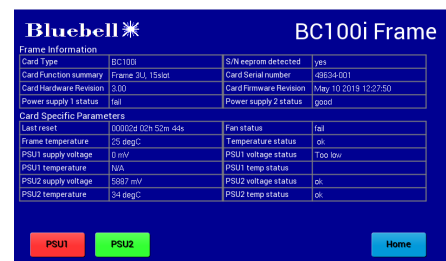 Bluebell BC100i Frame
Frame Information
Card Type BC100i S/N eeprom detected yes
Card Function summary Frame 3U, 15slot Card Serial number 49634-001
Card Hardware Revision 3.00 Card Firmware Revision May 10 2019 12:27:50
Power supply 1 status fail Power supply 2 status good
Card Specific Parameters
Last reset 00002d 02h 52m 44s Fan status fail
Frame temperature 25 degC Temperature status ok
PSU1 supply voltage 0 mV PSU1 voltage status Too low
PSU1 temperature N/A PSU1 temp status
PSU2 supply voltage 5887 mV PSU2 voltage status ok
PSU2 temperature 34 degC PSU2 temp status ok
PSU1 PSU2 Home